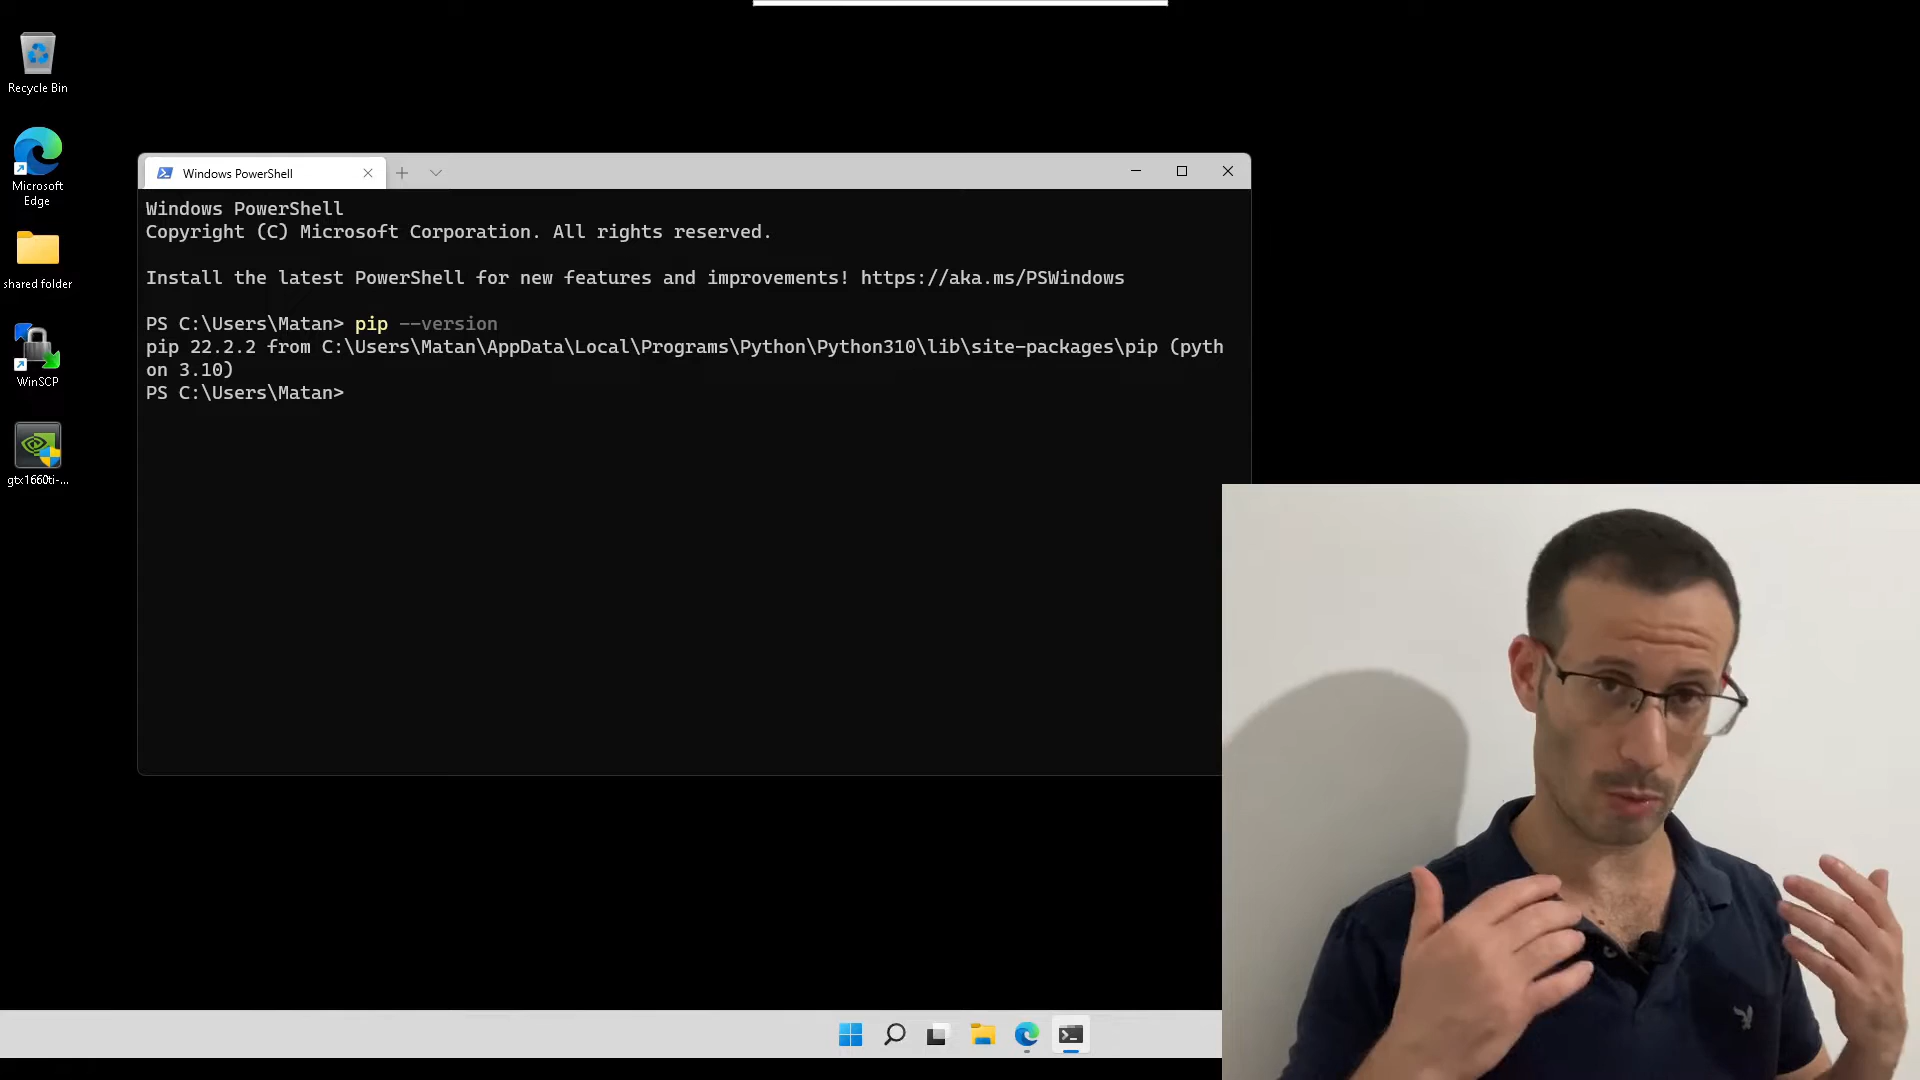 Recycle Bin
Microsoft
Edge
shared folder
WinSCP
gtx1660ti-...
Windows PowerShell
Windows PowerShell
Copyright (C) Microsoft Corporation. All rights reserved.
Install the latest PowerShell for new features and improvements! https://aka.ms/PSWindows
PS C:\Users\Matan> pip --version
pip 22.2.2 from C:\Users\Matan\AppData\Local\Programs\Python\Python310\lib\site-packages\pip (pyth
on 3.10)
PS C:\Users\Matan>